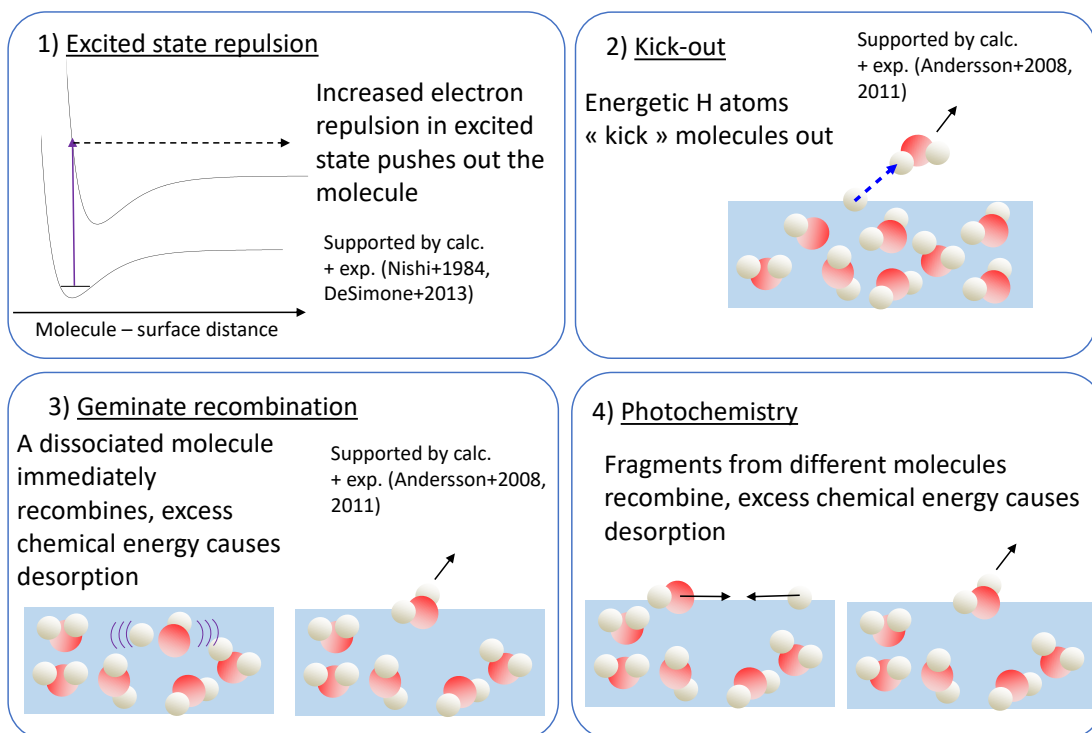 1) Excited state repulsion
Increased electron
repulsion in excited
state pushes out the
molecule
Supported by calc.
+ exp. (Nishi+1984,
DeSimone+2013)
Molecule – surface distance
2) Kick-out
Supported by calc.
+ exp. (Andersson+2008,
2011)
Energetic H atoms
« kick » molecules out
3) Geminate recombination
A dissociated molecule
immediately
recombines, excess
chemical energy causes
desorption
Supported by calc.
+ exp. (Andersson+2008,
2011)
4) Photochemistry
Fragments from different molecules
recombine, excess chemical energy causes
desorption